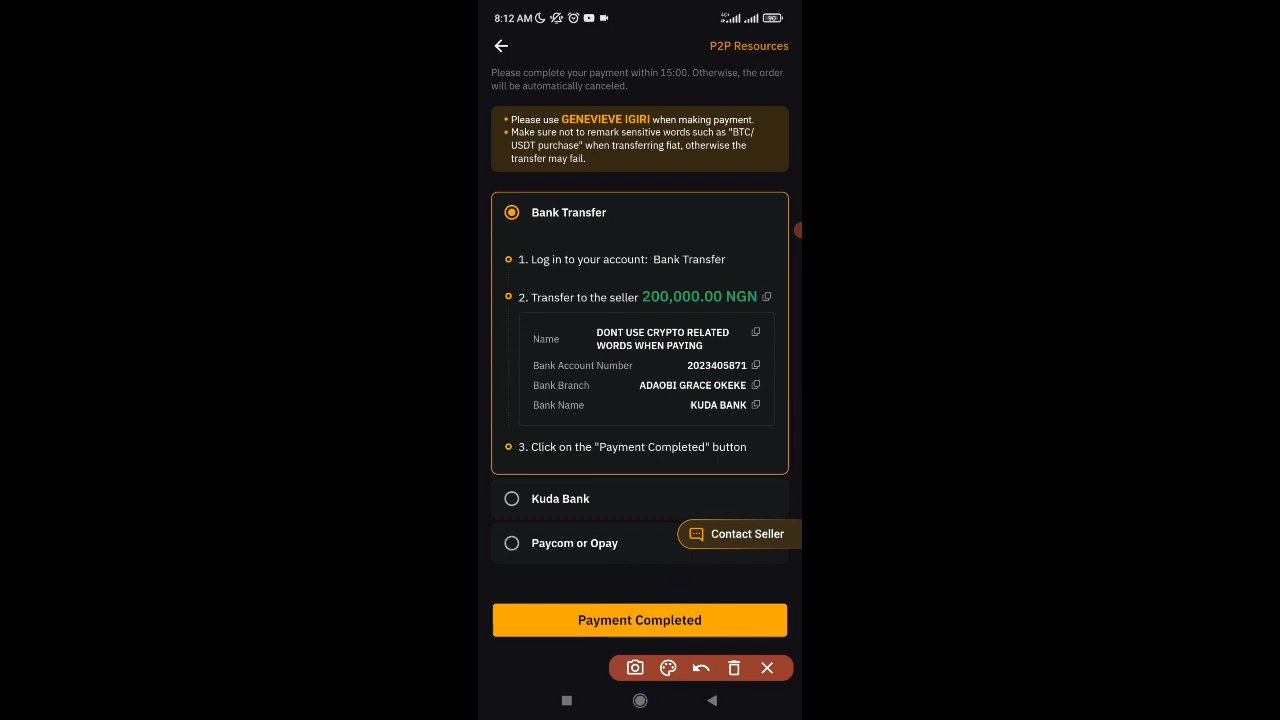 8:12 AM
4G+
90
P2P Resources
Please complete your payment within 15:00. Otherwise, the order
will be automatically canceled.
• Please use GENEVIEVE IGIRI when making payment.
• Make sure not to remark sensitive words such as "BTC/
USDT purchase" when transferring fiat, otherwise the
transfer may fail.
Bank Transfer
1. Log in to your account: Bank Transfer
2. Transfer to the seller 200,000.00 NGN
Name DONT USE CRYPTO RELATED
WORDS WHEN PAYING
Bank Account Number 2023405871
Bank Branch ADAOBI GRACE OKEKE
Bank Name KUDA BANK
3. Click on the "Payment Completed" button
Kuda Bank
Contact Seller
Paycom or Opay
Payment Completed